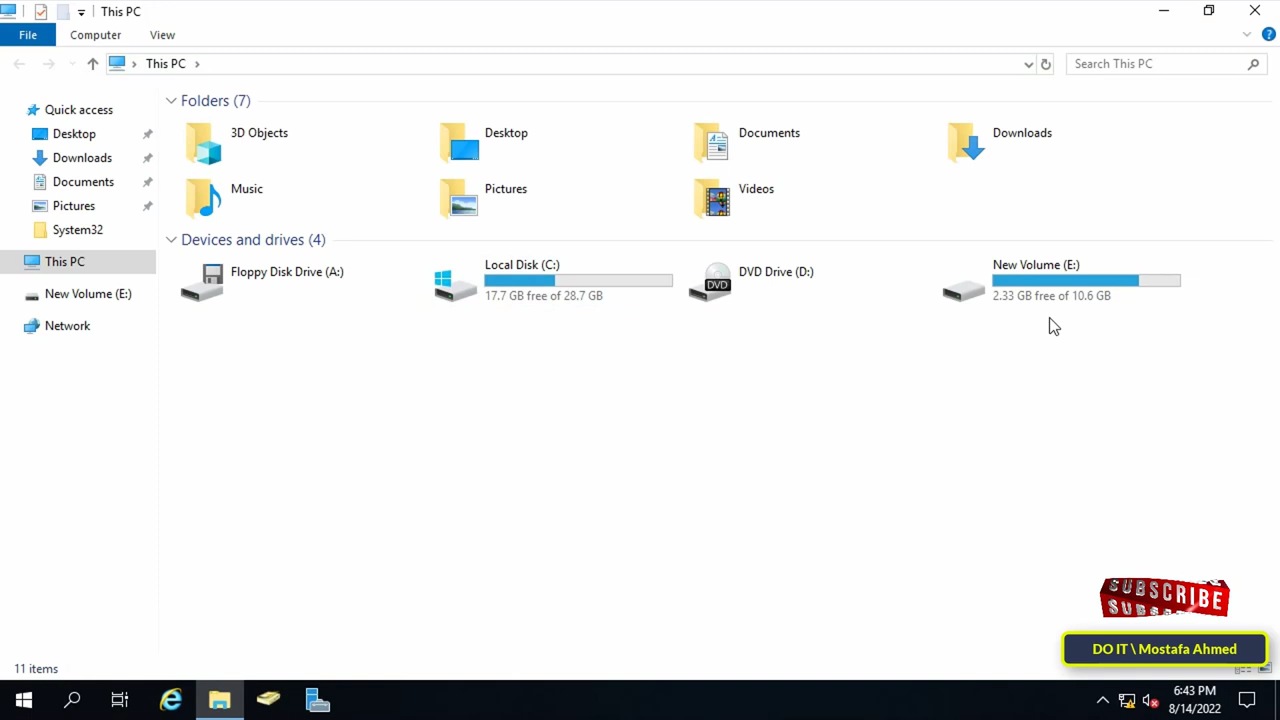 This PC
File Computer View
This PC
Search This PC
Quick access
Desktop
Downloads
Documents
Pictures
System32
This PC
New Volume (E:)
Network
Folders (7)
3D Objects
Desktop
Documents
Downloads
Music
Pictures
Videos
Devices and drives (4)
Floppy Disk Drive (A:)
Local Disk (C:)
17.7 GB free of 28.7 GB
DVD
DVD Drive (D:)
New Volume (E:)
2.33 GB free of 10.6 GB
SUBSCRIBE
DO IT \ Mostafa Ahmed
11 items
6:43 PM
8/14/2022